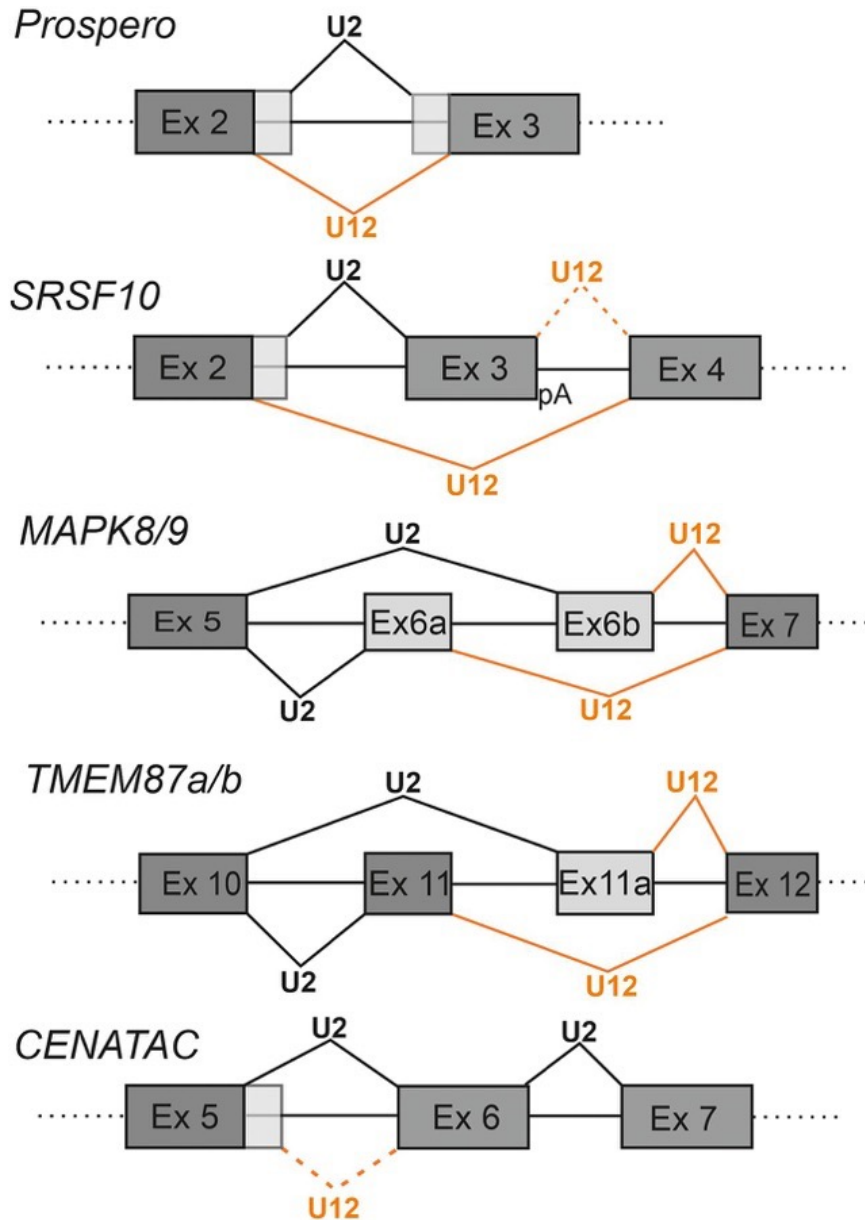 Prospero
U2
Ex 2
Ex 3
U12
SRSF10
U2
U12
Ex 2
Ex 3
Ex 4
pA
U12
MAPK8/9
U2
U12
Ex 5
Ex6a
Ex6b
Ex 7
U2
U12
TMEM87a/b
U2
U12
Ex 10
Ex 11
Ex11a
Ex 12
U2
U12
CENATAC
U2
U2
Ex 5
Ex 6
Ex 7
U12